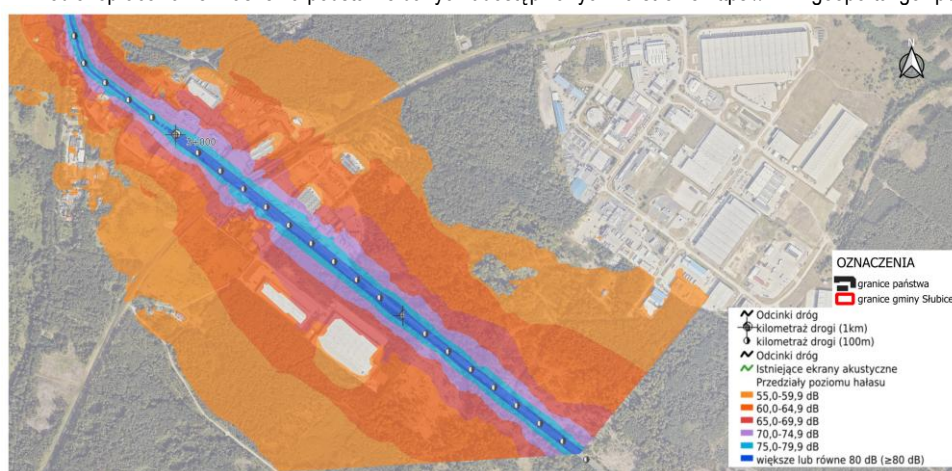 N
2+000
OZNACZENIA
granice państwa
granice gminy Słubice
Odcinki dróg
kilometraż drogi (1km)
kilometraż drogi (100m)
Odcinki dróg
Istniejące ekrany akustyczne
Przedziały poziomu hałasu
55,0-59,9 dB
60,0-64,9 dB
65,0-69,9 dB
70,0-74,9 dB
75,0-79,9 dB
większe lub równe 80 dB (≥80 dB)